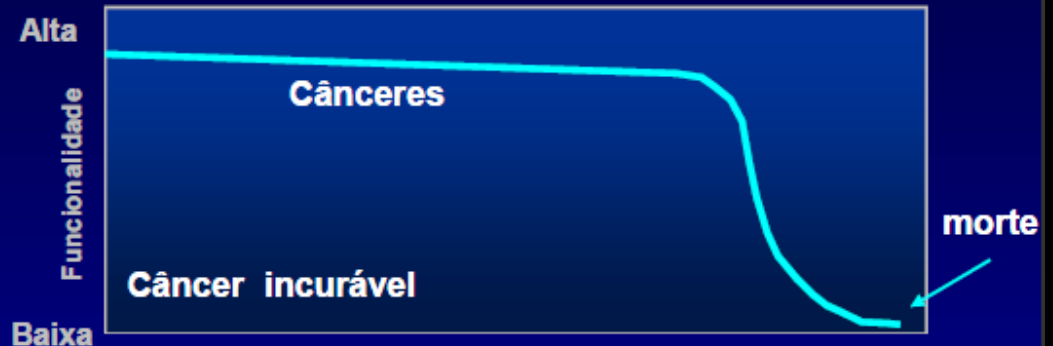 Alta
Cânceres
Funcionalidade
morte
Câncer incurável
Baixa